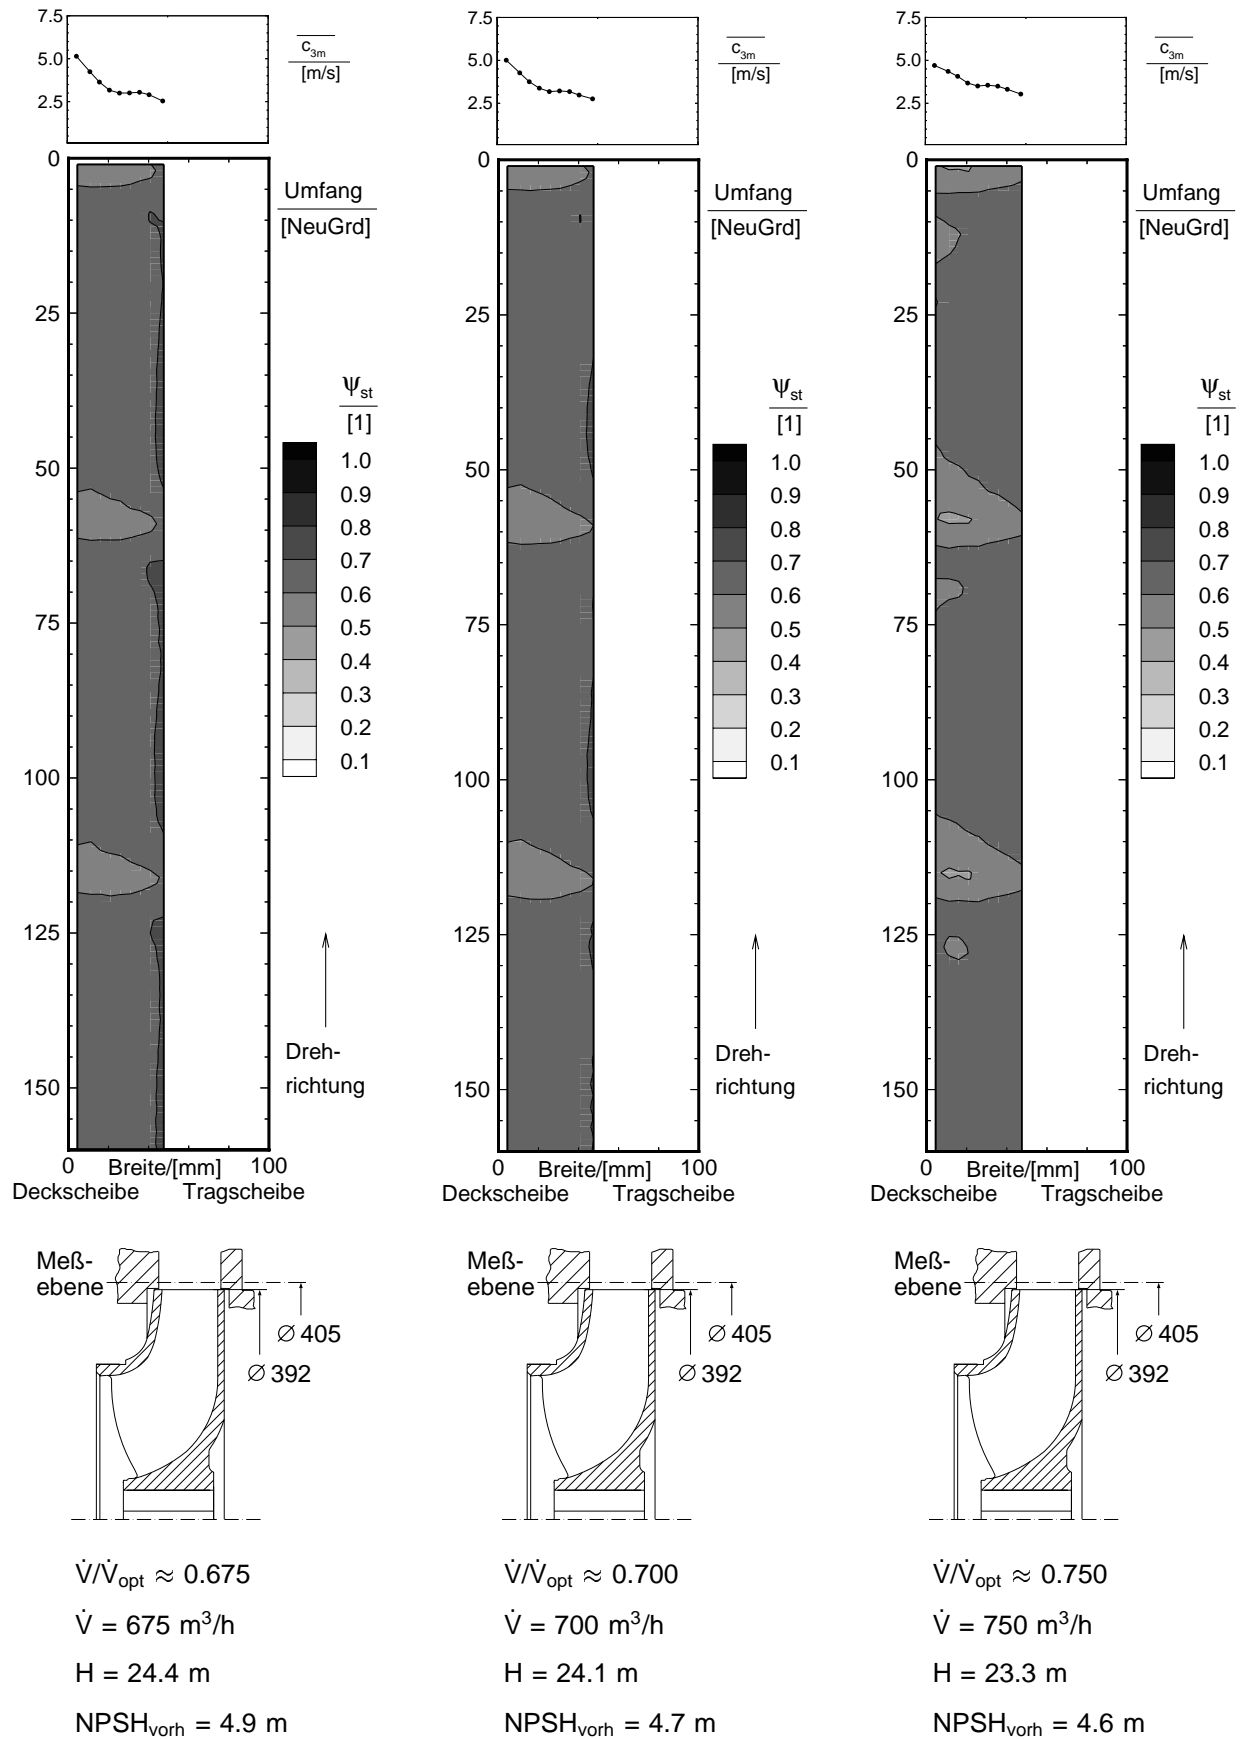 7.5
5.0
2.5
c3m
[m/s]
0
25
50
75
100
125
150
Umfang
[NeuGrd]
ψst
[1]
1.0
0.9
0.8
0.7
0.6
0.5
0.4
0.3
0.2
0.1
Dreh-
richtung
0 Breite/[mm] 100
Deckscheibe Tragscheibe
Meß-
ebene
∅ 405
∅ 392
V̇/V̇opt ≈ 0.675
V̇ = 675 m³/h
H = 24.4 m
NPSHvorh = 4.9 m
7.5
5.0
2.5
c3m
[m/s]
0
25
50
75
100
125
150
Umfang
[NeuGrd]
ψst
[1]
1.0
0.9
0.8
0.7
0.6
0.5
0.4
0.3
0.2
0.1
Dreh-
richtung
0 Breite/[mm] 100
Deckscheibe Tragscheibe
Meß-
ebene
∅ 405
∅ 392
V̇/V̇opt ≈ 0.700
V̇ = 700 m³/h
H = 24.1 m
NPSHvorh = 4.7 m
7.5
5.0
2.5
c3m
[m/s]
0
25
50
75
100
125
150
Umfang
[NeuGrd]
ψst
[1]
1.0
0.9
0.8
0.7
0.6
0.5
0.4
0.3
0.2
0.1
Dreh-
richtung
0 Breite/[mm] 100
Deckscheibe Tragscheibe
Meß-
ebene
∅ 405
∅ 392
V̇/V̇opt ≈ 0.750
V̇ = 750 m³/h
H = 23.3 m
NPSHvorh = 4.6 m